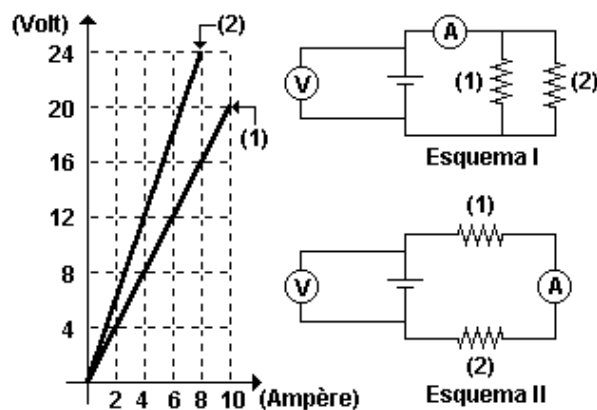 (Volt)
(2)
24
20
(1)
16
12
8
4
2 4 6 8 10 (Ampère)
A
V
(1)
(2)
Esquema I
(1)
V
A
(2)
Esquema II